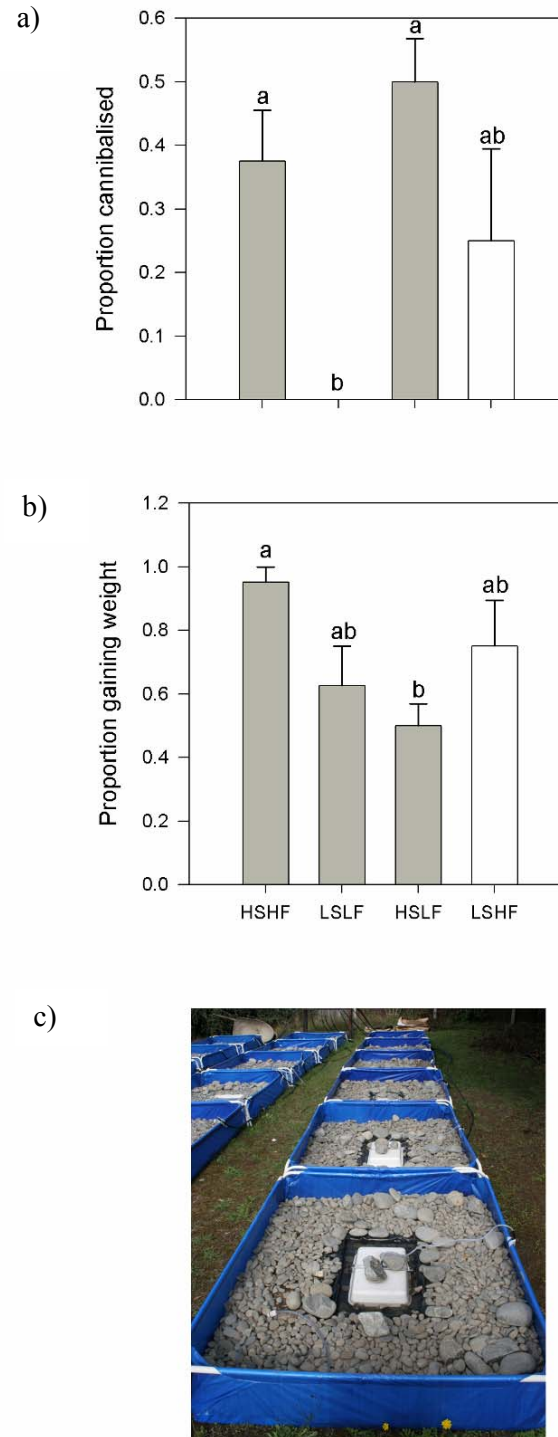 a)
Proportion cannibalised
0.6
0.5
0.4
0.3
0.2
0.1
0.0
a
b
a
ab
b)
Proportion gaining weight
1.2
1.0
0.8
0.6
0.4
0.2
0.0
a
ab
b
ab
HSHF LSLF HSLF LSHF
c)